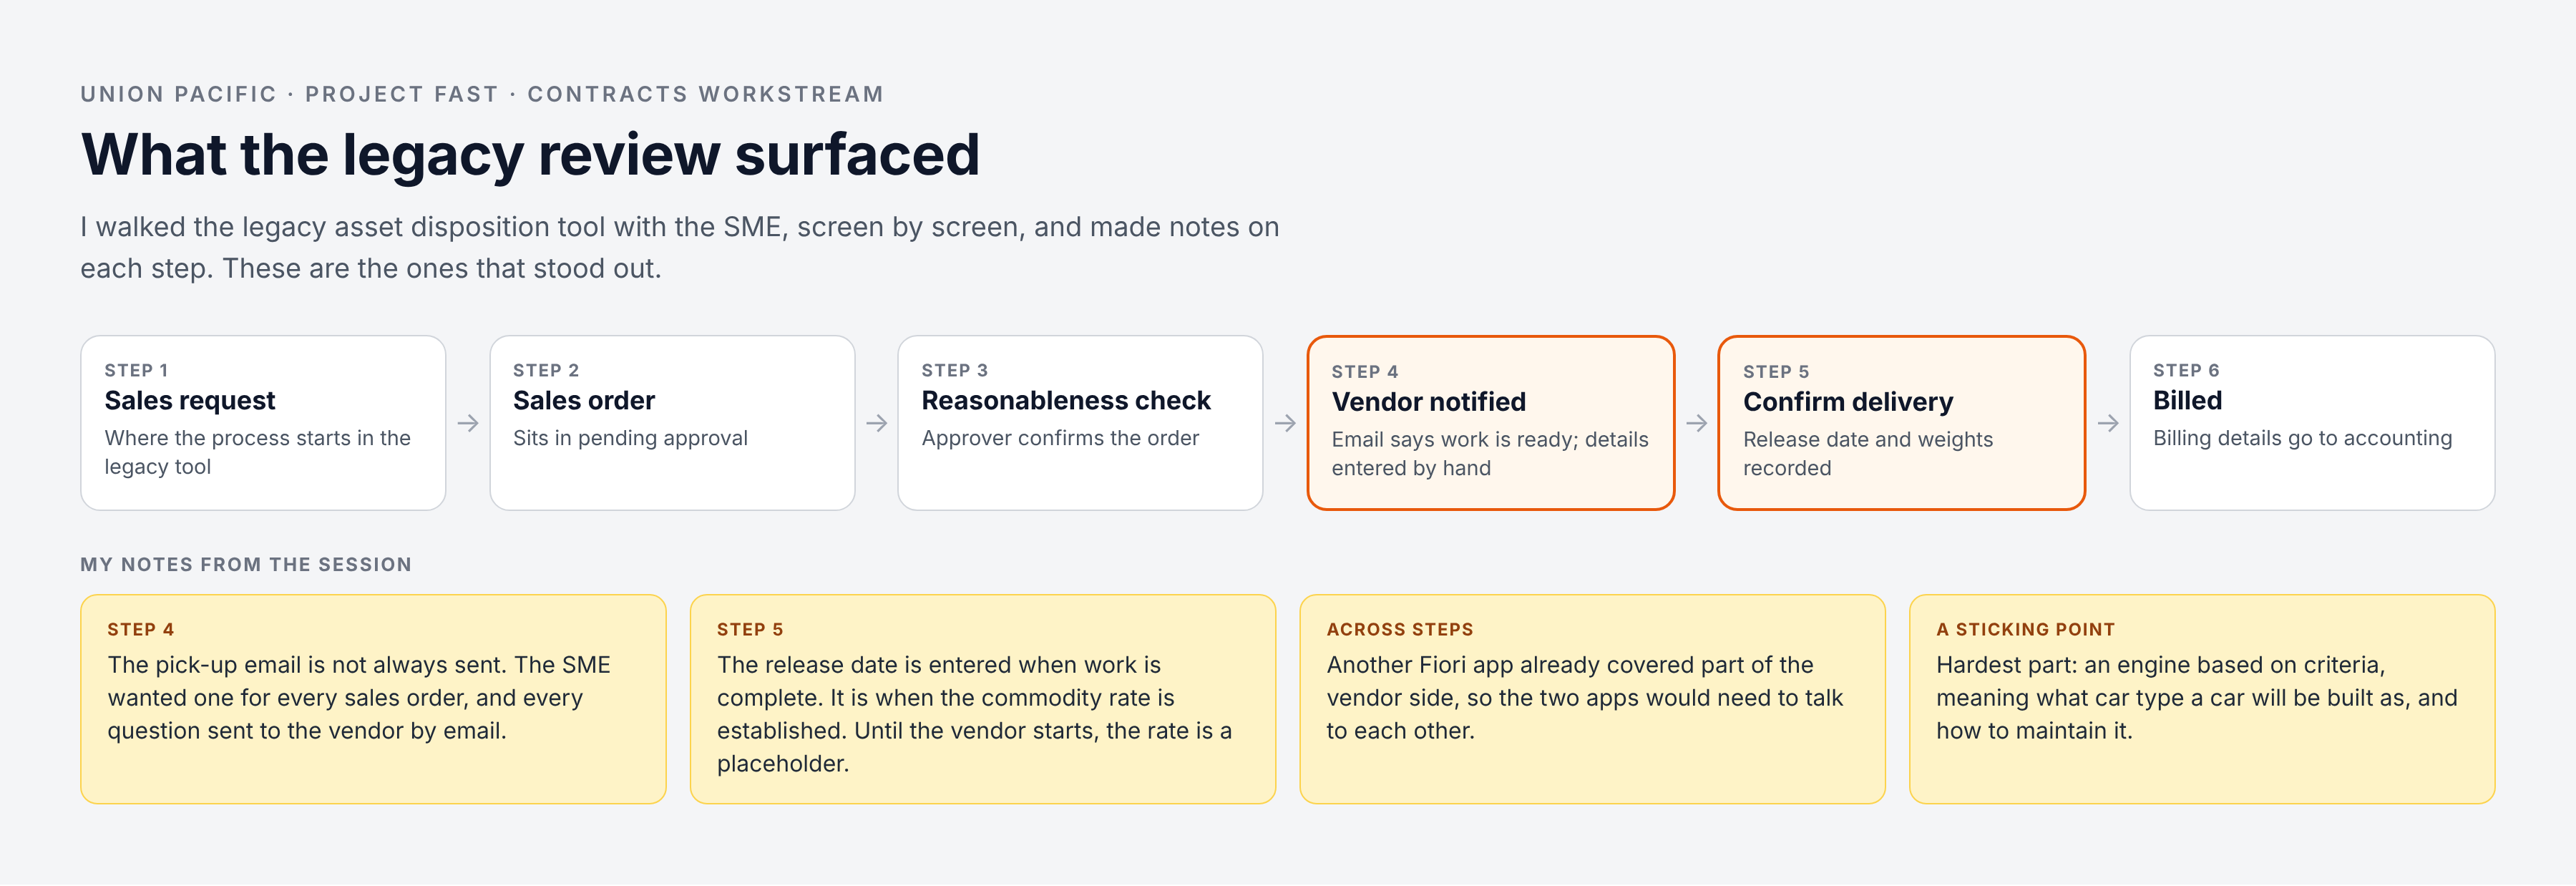 UNION PACIFIC · PROJECT FAST · CONTRACTS WORKSTREAM
What the legacy review surfaced
I walked the legacy asset disposition tool with the SME, screen by screen, and made notes on
each step. These are the ones that stood out.
STEP 1
Sales request
Where the process starts in the
legacy tool
→
STEP 2
Sales order
Sits in pending approval
→
STEP 3
Reasonableness check
Approver confirms the order
→
STEP 4
Vendor notified
Email says work is ready; details
entered by hand
→
STEP 5
Confirm delivery
Release date and weights
recorded
→
STEP 6
Billed
Billing details go to accounting
MY NOTES FROM THE SESSION
STEP 4
The pick-up email is not always sent. The SME
wanted one for every sales order, and every
question sent to the vendor by email.
STEP 5
The release date is entered when work is
complete. It is when the commodity rate is
established. Until the vendor starts, the rate is a
placeholder.
ACROSS STEPS
Another Fiori app already covered part of the
vendor side, so the two apps would need to talk
to each other.
A STICKING POINT
Hardest part: an engine based on criteria,
meaning what car type a car will be built as, and
how to maintain it.